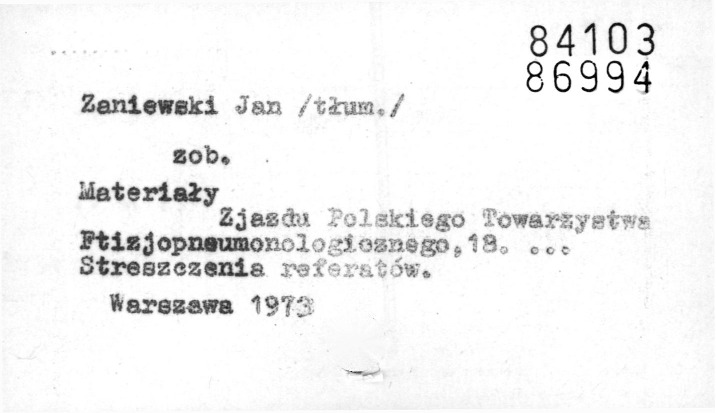 84103
86994
Zaniewski Jan /tłum./
zob.
Materiały
Zjazdu Polskiego Towarzystwa
Ftizjopneumonologicznego,18. ...
Streszczenia referatów.
Warszawa 1973